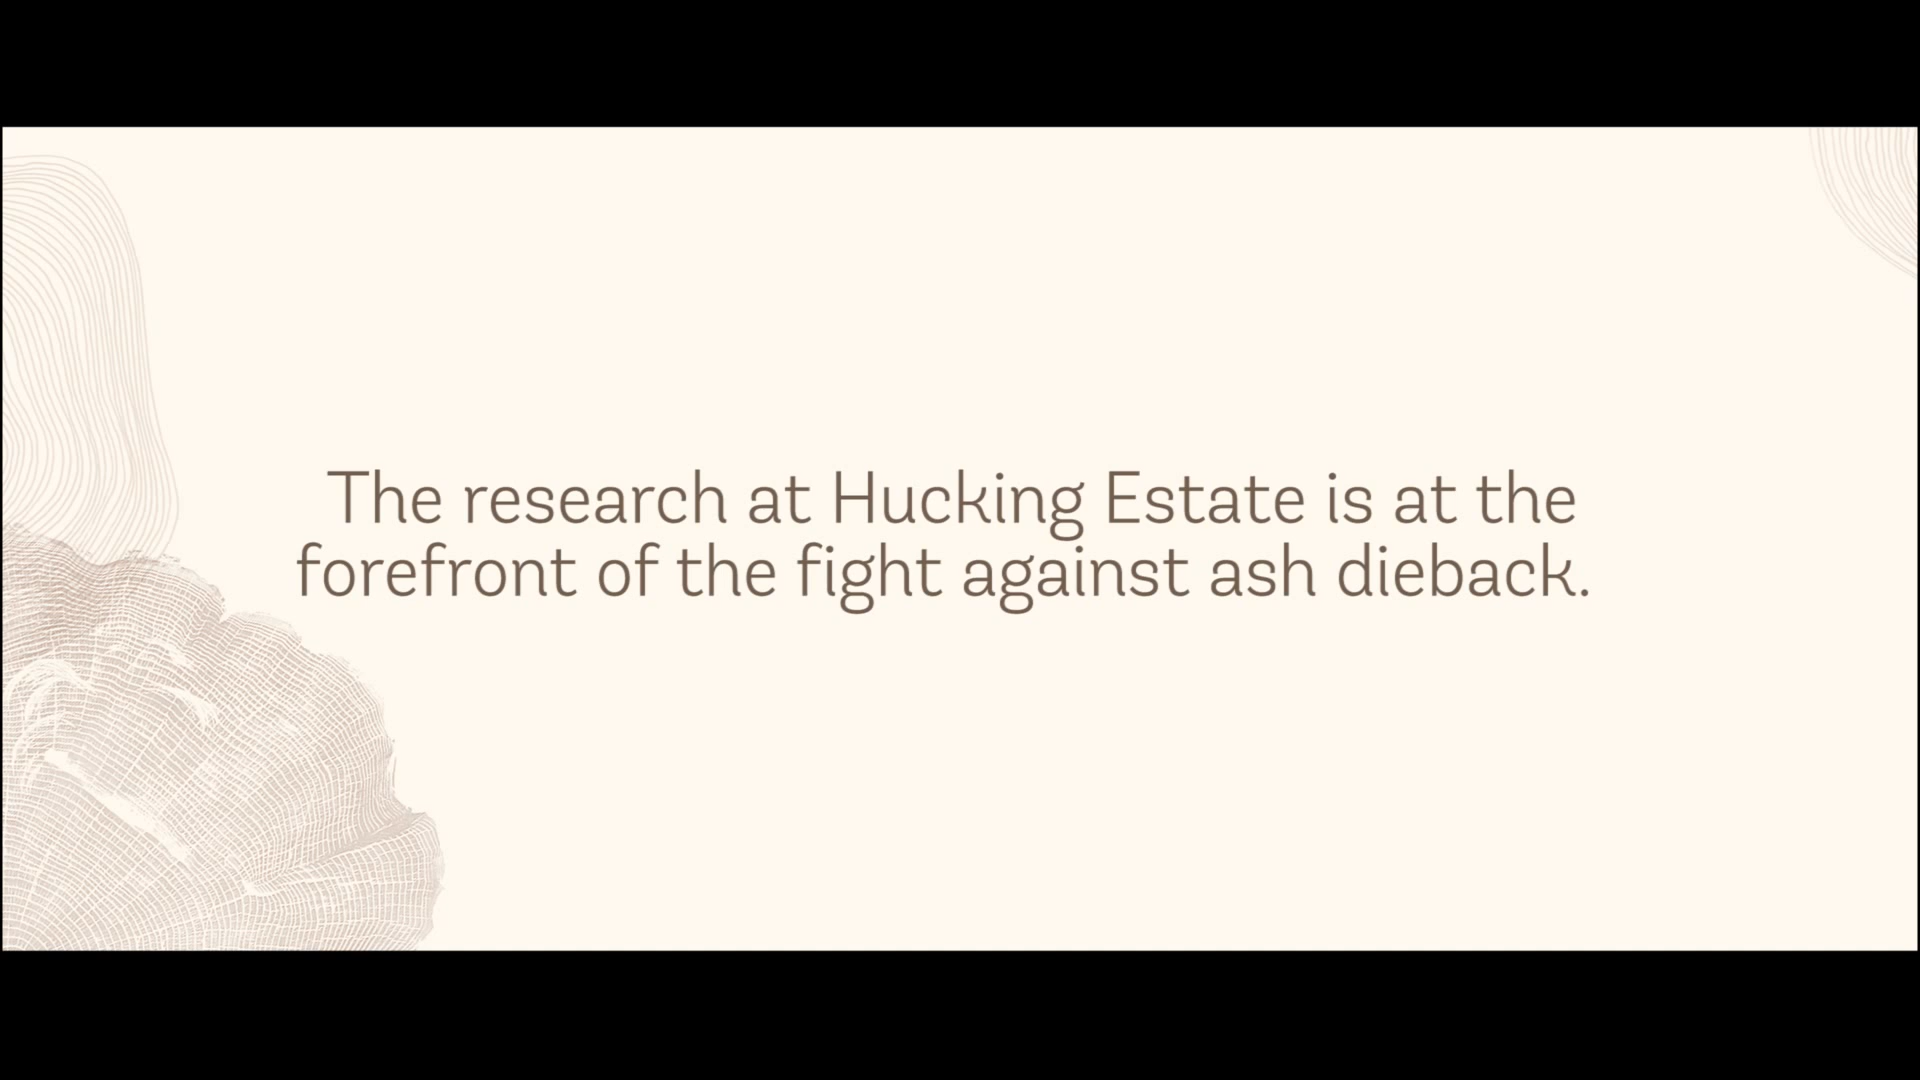 The research at Hucking Estate is at the
forefront of the fight against ash dieback.